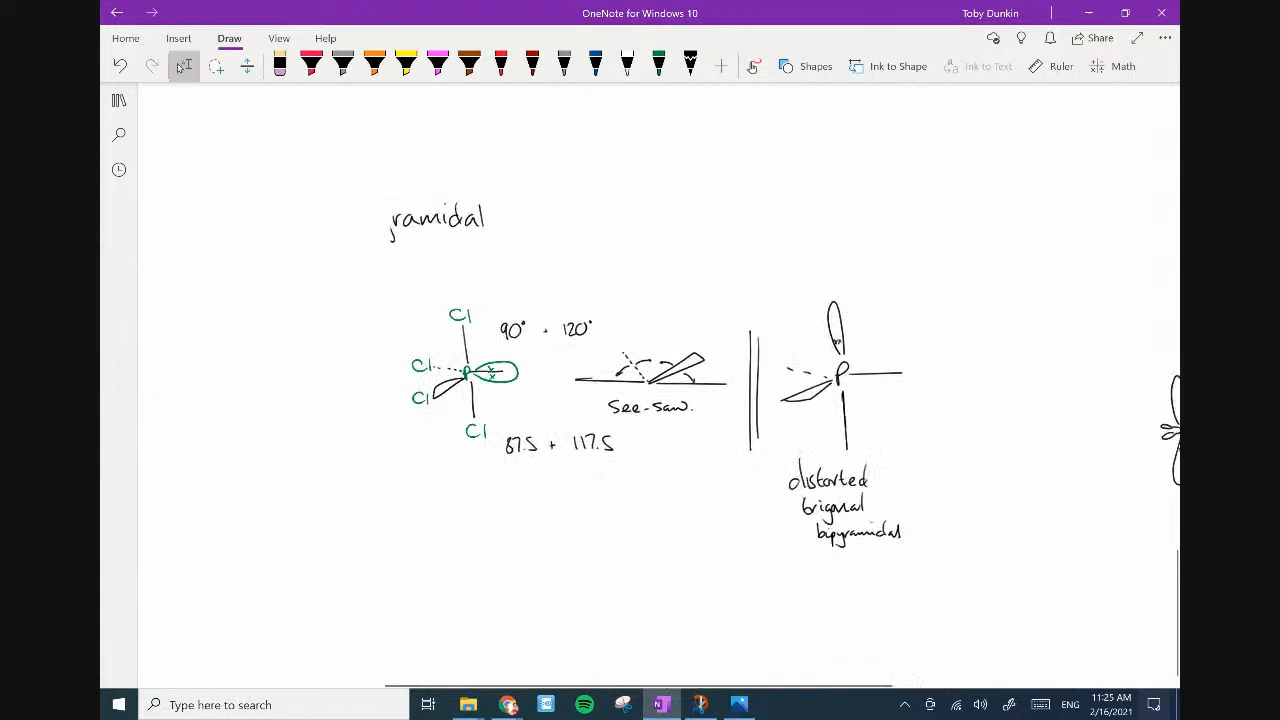 OneNote for Windows 10
Toby Dunkin
Home Insert Draw View Help
Share
Shapes
Ink to Shape
Ink to Text
Ruler
Math
ramidal
Cl
90° + 120°
Cl
P
Cl
P
See-saw.
Cl
87.5 + 117.5
distorted
trigonal
bipyramidal
Type here to search
ENG
11:25 AM
2/16/2021